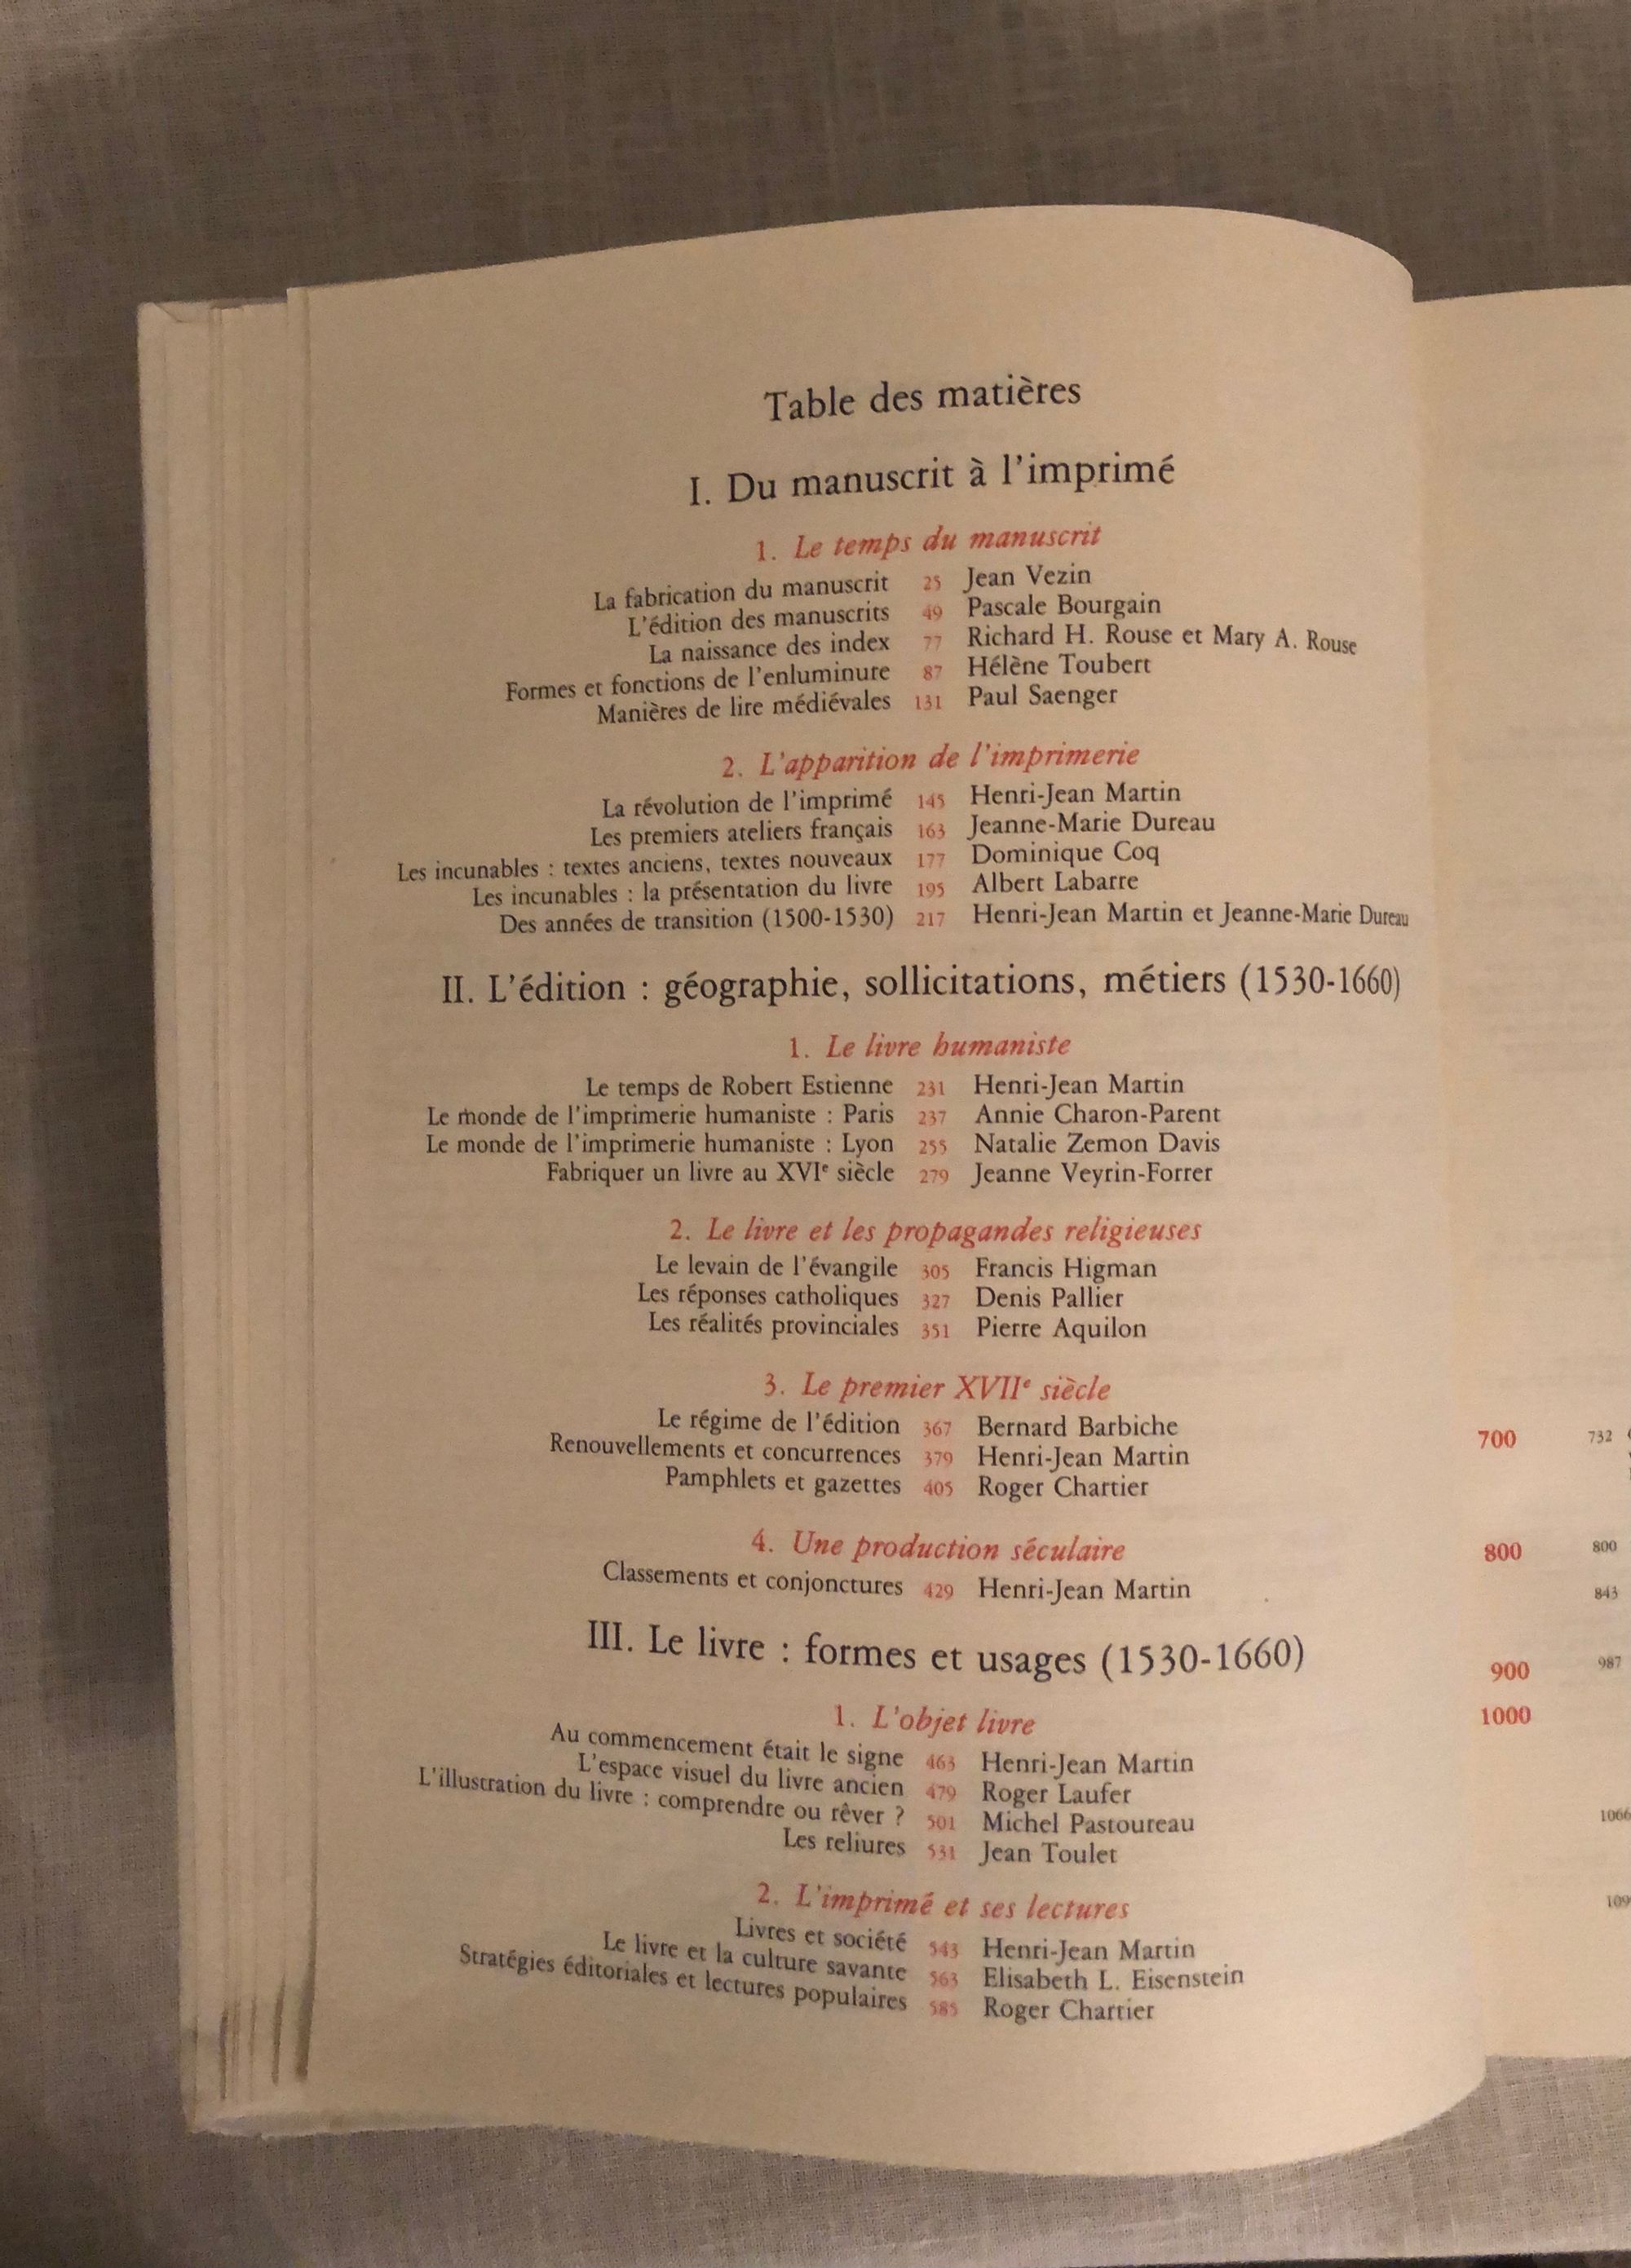 Table des matières
I. Du manuscrit à l'imprimé
1. Le temps du manuscrit
La fabrication du manuscrit 25 Jean Vezin
L'édition des manuscrits 49 Pascale Bourgain
La naissance des index 77 Richard H. Rouse et Mary A. Rouse
Formes et fonctions de l'enluminure 87 Hélène Toubert
Manières de lire médiévales 131 Paul Saenger
2. L'apparition de l'imprimerie
La révolution de l'imprimé 145 Henri-Jean Martin
Les premiers ateliers français 163 Jeanne-Marie Dureau
Les incunables : textes anciens, textes nouveaux 177 Dominique Coq
Les incunables : la présentation du livre 195 Albert Labarre
Des années de transition (1500-1530) 217 Henri-Jean Martin et Jeanne-Marie Dureau
II. L'édition : géographie, sollicitations, métiers (1530-1660)
1. Le livre humaniste
Le temps de Robert Estienne 231 Henri-Jean Martin
Le monde de l'imprimerie humaniste : Paris 237 Annie Charon-Parent
Le monde de l'imprimerie humaniste : Lyon 255 Natalie Zemon Davis
Fabriquer un livre au XVIe siècle 279 Jeanne Veyrin-Forrer
2. Le livre et les propagandes religieuses
Le levain de l'évangile 305 Francis Higman
Les réponses catholiques 327 Denis Pallier
Les réalités provinciales 351 Pierre Aquilon
3. Le premier XVIIe siècle
Le régime de l'édition 367 Bernard Barbiche
Renouvellements et concurrences 379 Henri-Jean Martin
Pamphlets et gazettes 405 Roger Chartier
4. Une production séculaire
Classements et conjonctures 429 Henri-Jean Martin
III. Le livre : formes et usages (1530-1660)
1. L'objet livre
Au commencement était le signe 463 Henri-Jean Martin
L'espace visuel du livre ancien 479 Roger Laufer
L'illustration du livre : comprendre ou rêver ? 501 Michel Pastoureau
Les reliures 531 Jean Toulet
2. L'imprimé et ses lectures
Livres et société 543 Henri-Jean Martin
Le livre et la culture savante 563 Elisabeth L. Eisenstein
Stratégies éditoriales et lectures populaires 585 Roger Chartier
700 732
800 800
843
900 987
1000
1066